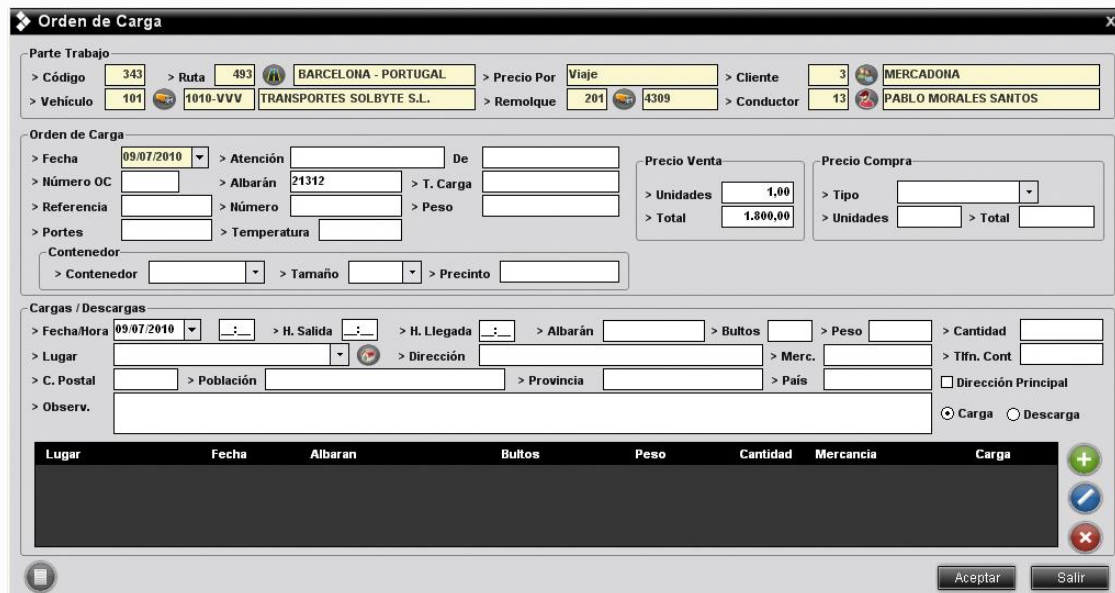 Orden de Carga x
Parte Trabajo
> Código 343 > Ruta 493 BARCELONA - PORTUGAL > Precio Por Viaje > Cliente 3 MERCADONA
> Vehículo 101 1010-VVV TRANSPORTES SOLBYTE S.L. > Remolque 201 4309 > Conductor 13 PABLO MORALES SANTOS
Orden de Carga
> Fecha 09/07/2010 > Atención De
> Número OC > Albarán 21312 > T. Carga
> Referencia > Número > Peso
> Portes > Temperatura
Precio Venta
> Unidades 1,00
> Total 1.800,00
Precio Compra
> Tipo
> Unidades > Total
Contenedor
> Contenedor > Tamaño > Precinto
Cargas / Descargas
> Fecha/Hora 09/07/2010 _:_ > H. Salida _:_ > H. Llegada _:_ > Albarán > Bultos > Peso > Cantidad
> Lugar > Dirección > Merc. > Tlfn. Cont
> C. Postal > Población > Provincia > País Dirección Principal
> Observ. Carga Descarga
Lugar Fecha Albaran Bultos Peso Cantidad Mercancia Carga
Aceptar Salir